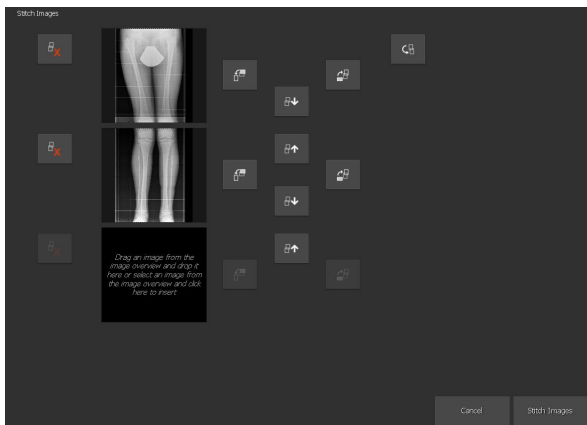 Stitch Images
Drag an image from the
image overview and drop it
here or select an image from
the image overview and click
here to insert
Cancel
Stitch Images